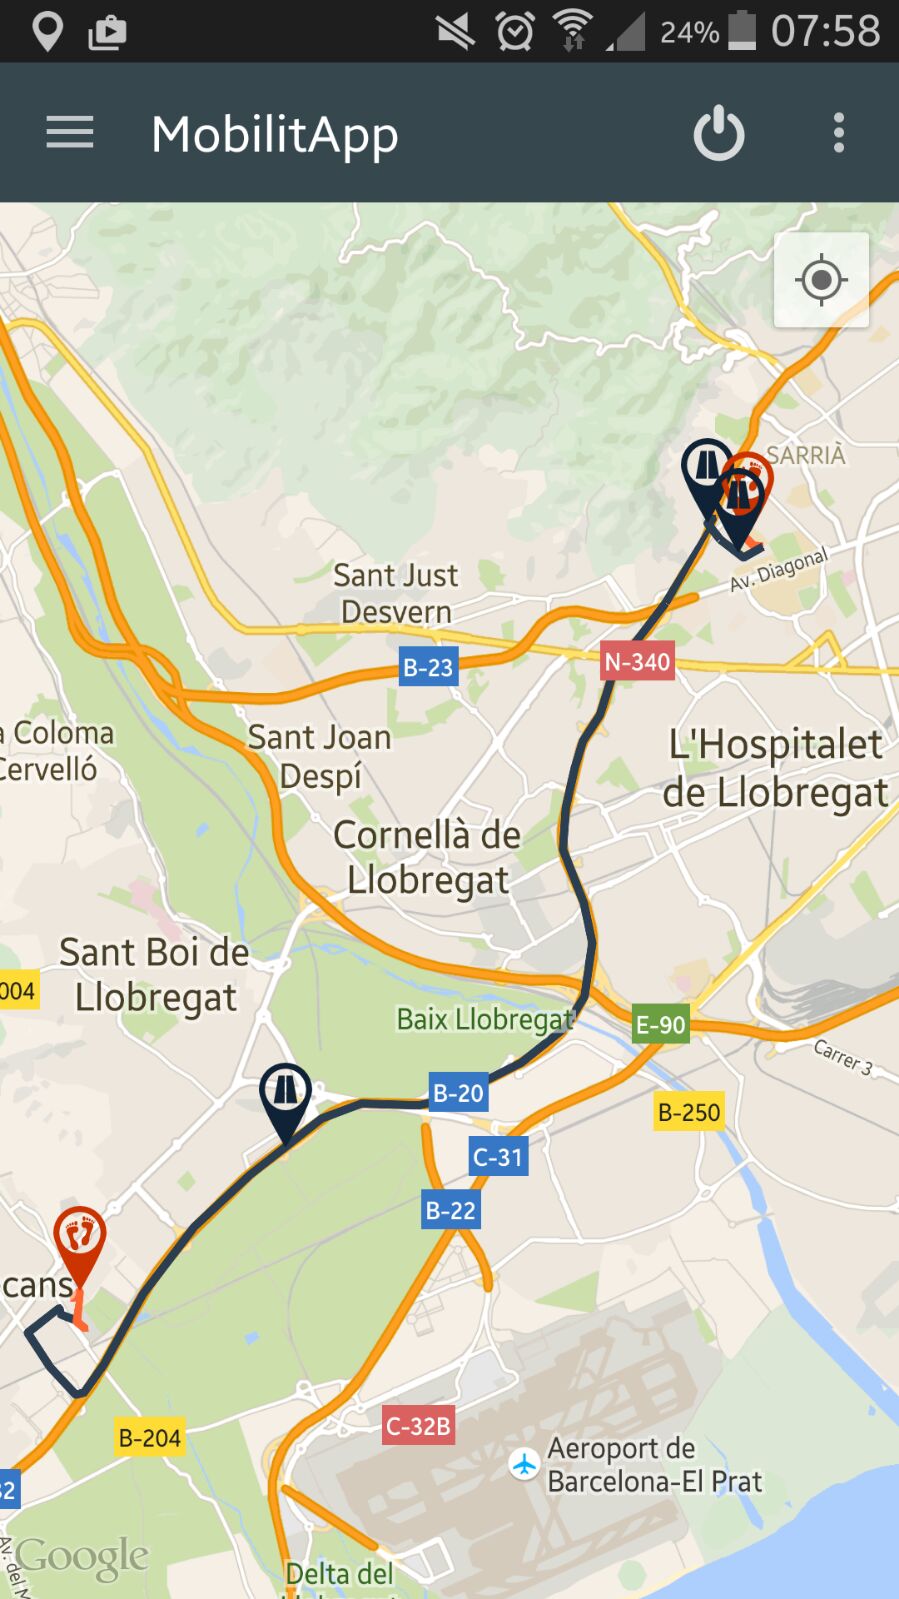 24% 07:58
MobilitApp
SARRIÀ
Av. Diagonal
Sant Just
Desvern
N-340
B-23
a Coloma
Cervelló
Sant Joan
Despí
L'Hospitalet
de Llobregat
Cornellà de
Llobregat
Sant Boi de
Llobregat
004
Baix Llobregat
E-90
Carrer 3
B-20
B-250
C-31
B-22
cans
C-32B
B-204
Aeroport de
Barcelona-El Prat
32
Av. del
Google
Delta del